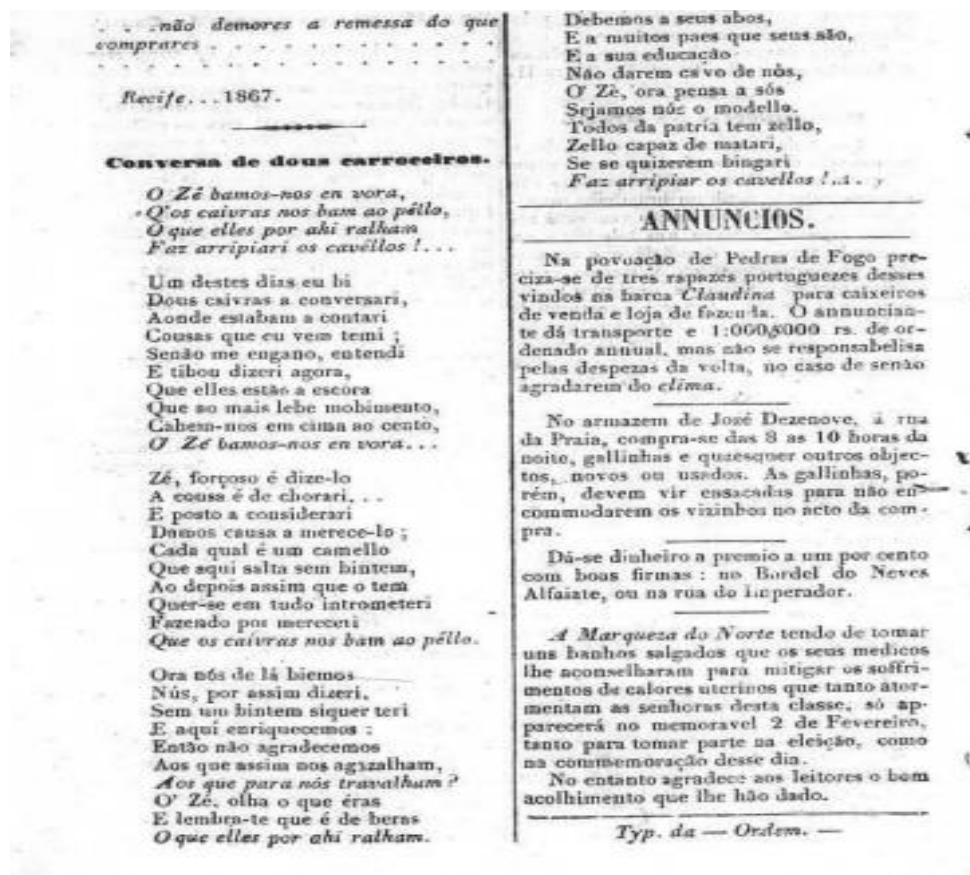 . . .não demores a remessa do que
comprares . . . . . . . . . . . . . .
. . . . . . . . . . . . . . . . . .
Recife...1867.
Conversa de dous carroceiros.
O Zé bamos-nos en vora,
Q'os caivras nos bam ao péllo,
O que elles por ahi ralham
Faz arripiari os cavéllos !...
Um destes dias eu bi
Dous caivras a conversari,
Aonde estabam a contari
Cousas que eu vem temi ;
Senão me engano, entendi
E tibou dizeri agora,
Que elles estão a escora
Que ao mais lebe mobimento,
Cahem-nos em cima ao cento,
O' Zé bamos-nos en vora...
Zé, forçoso é dize-lo
A cousa é de chorari...
E posto a considerari
Damos causa a merece-lo ;
Cada qual é um camello
Que aqui salta sem bintem,
Ao depois assim que o tem
Quer-se em tudo intrometeri
Fazendo por mereceri
Que os caivras nos bam ao péllo.
Ora nós de lá biemos
Nús, por assim dizeri,
Sem um bintem siquer teri
E aqui enriquecemos :
Então não agradecemos
Aos que assim nos agazalham,
Aos que para nós travalham ?
O' Zé, olha o que éras
E lembra-te que é de beras
O que elles por ahi ralham.
Debemos a seus abos,
E a muitos paes que seus são,
E a sua educação
Não darem cavo de nós,
O' Zé, ora pensa a sós
Sejamos nós o modello.
Todos da patria tem zello,
Zello capaz de matari,
Se se quizerem bingari
Faz arripiar os cavellos !...
ANNUNCIOS.
Na povoação de Pedras de Fogo pre-
ciza-se de tres rapazes portuguezes desses
vindos na barca Claudina para caixeiros
de venda e loja de fazenda. O annuncian-
te dá transporte e 1:000$000 rs. de or-
denado annual, mas não se responsabelisa
pelas despezas da volta, no caso de senão
agradarem do clima.
No armazem de José Dezenove, á rua
da Praia, compra-se das 8 as 10 horas da
noite, gallinhas e quaesquer outros objec-
tos, novos ou usados. As gallinhas, po-
rém, devem vir ensacadas para não en-
commodarem os vizinhos no acto da com-
pra.
Dá-se dinheiro a premio a um por cento
com boas firmas : no Bordel do Neves
Alfaiate, ou na rua do Imperador.
A Marqueza do Norte tendo de tomar
uns banhos salgados que os seus medicos
lhe aconselharam para mitigar os soffri-
mentos de calores uterinos que tanto ator-
mentam as senhoras desta classe, só ap-
parecerá no memoravel 2 de Fevereiro,
tanto para tomar parte na eleição, como
na commemoração desse dia.
No entanto agradece aos leitores o bom
acolhimento que lhe hão dado.
Typ. da — Ordem. —